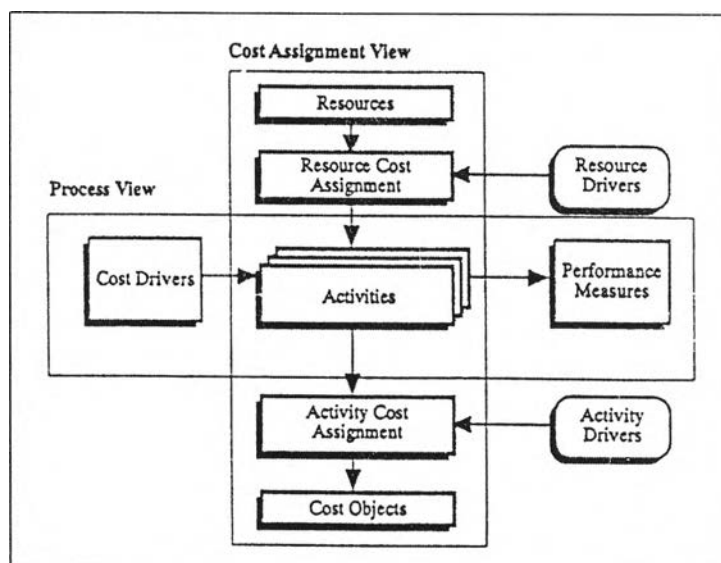 Cost Assignment View
Resources
Resource Cost
Assignment
Resource
Drivers
Process View
Cost Drivers
Activities
Performance
Measures
Activity Cost
Assignment
Activity
Drivers
Cost Objects